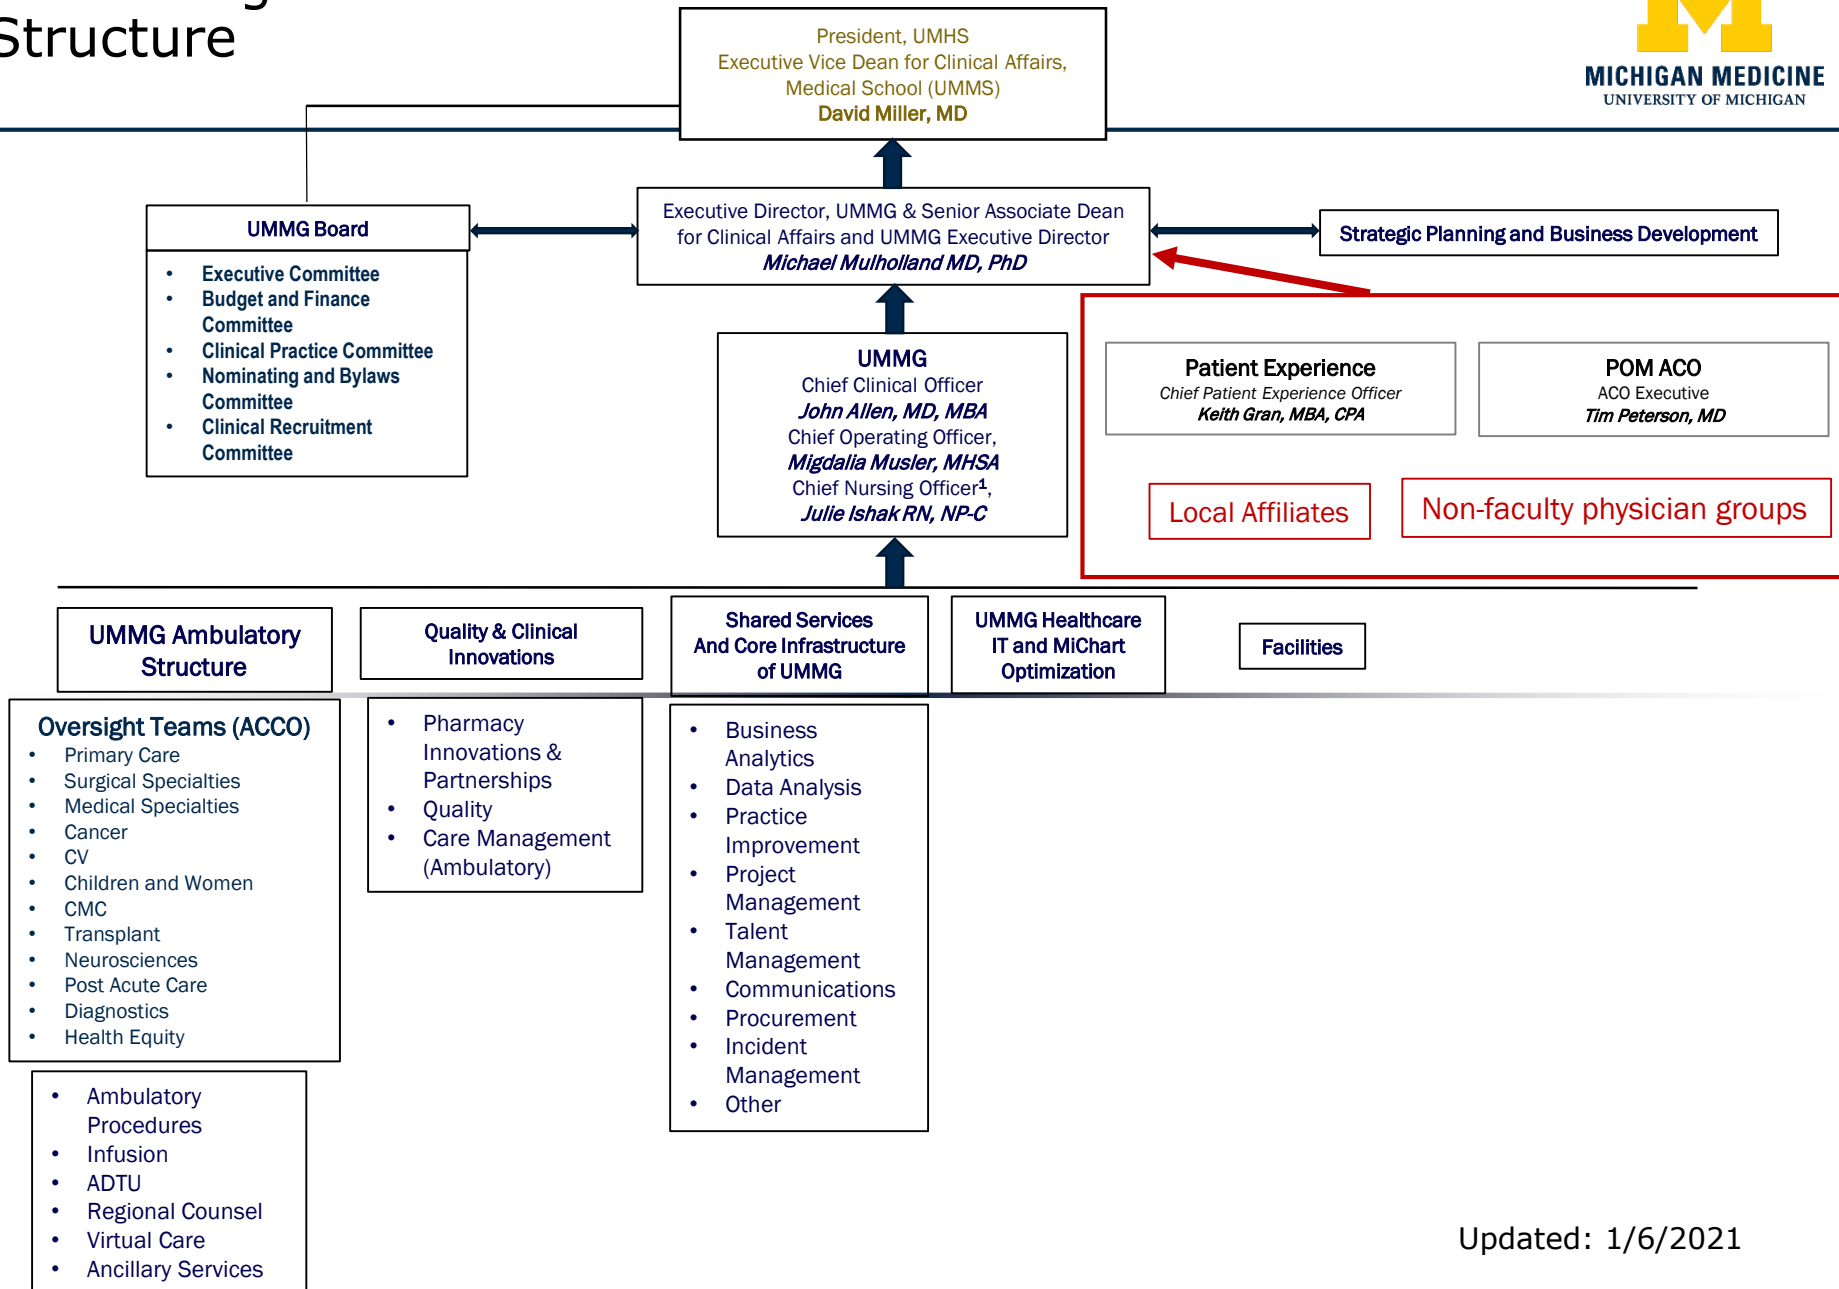 Structure
MICHIGAN MEDICINE
UNIVERSITY OF MICHIGAN
President, UMHS
Executive Vice Dean for Clinical Affairs,
Medical School (UMMS)
David Miller, MD
UMMG Board
• Executive Committee
• Budget and Finance
Committee
• Clinical Practice Committee
• Nominating and Bylaws
Committee
• Clinical Recruitment
Committee
Executive Director, UMMG & Senior Associate Dean
for Clinical Affairs and UMMG Executive Director
Michael Mulholland MD, PhD
Strategic Planning and Business Development
UMMG
Chief Clinical Officer
John Allen, MD, MBA
Chief Operating Officer,
Migdalia Musler, MHSA
Chief Nursing Officer¹,
Julie Ishak RN, NP-C
Patient Experience
Chief Patient Experience Officer
Keith Gran, MBA, CPA
POM ACO
ACO Executive
Tim Peterson, MD
Local Affiliates
Non-faculty physician groups
UMMG Ambulatory
Structure
Oversight Teams (ACCO)
• Primary Care
• Surgical Specialties
• Medical Specialties
• Cancer
• CV
• Children and Women
• CMC
• Transplant
• Neurosciences
• Post Acute Care
• Diagnostics
• Health Equity
• Ambulatory
Procedures
• Infusion
• ADTU
• Regional Counsel
• Virtual Care
• Ancillary Services
Quality & Clinical
Innovations
• Pharmacy
Innovations &
Partnerships
• Quality
• Care Management
(Ambulatory)
Shared Services
And Core Infrastructure
of UMMG
• Business
Analytics
• Data Analysis
• Practice
Improvement
• Project
Management
• Talent
Management
• Communications
• Procurement
• Incident
Management
• Other
UMMG Healthcare
IT and MiChart
Optimization
Facilities
Updated: 1/6/2021